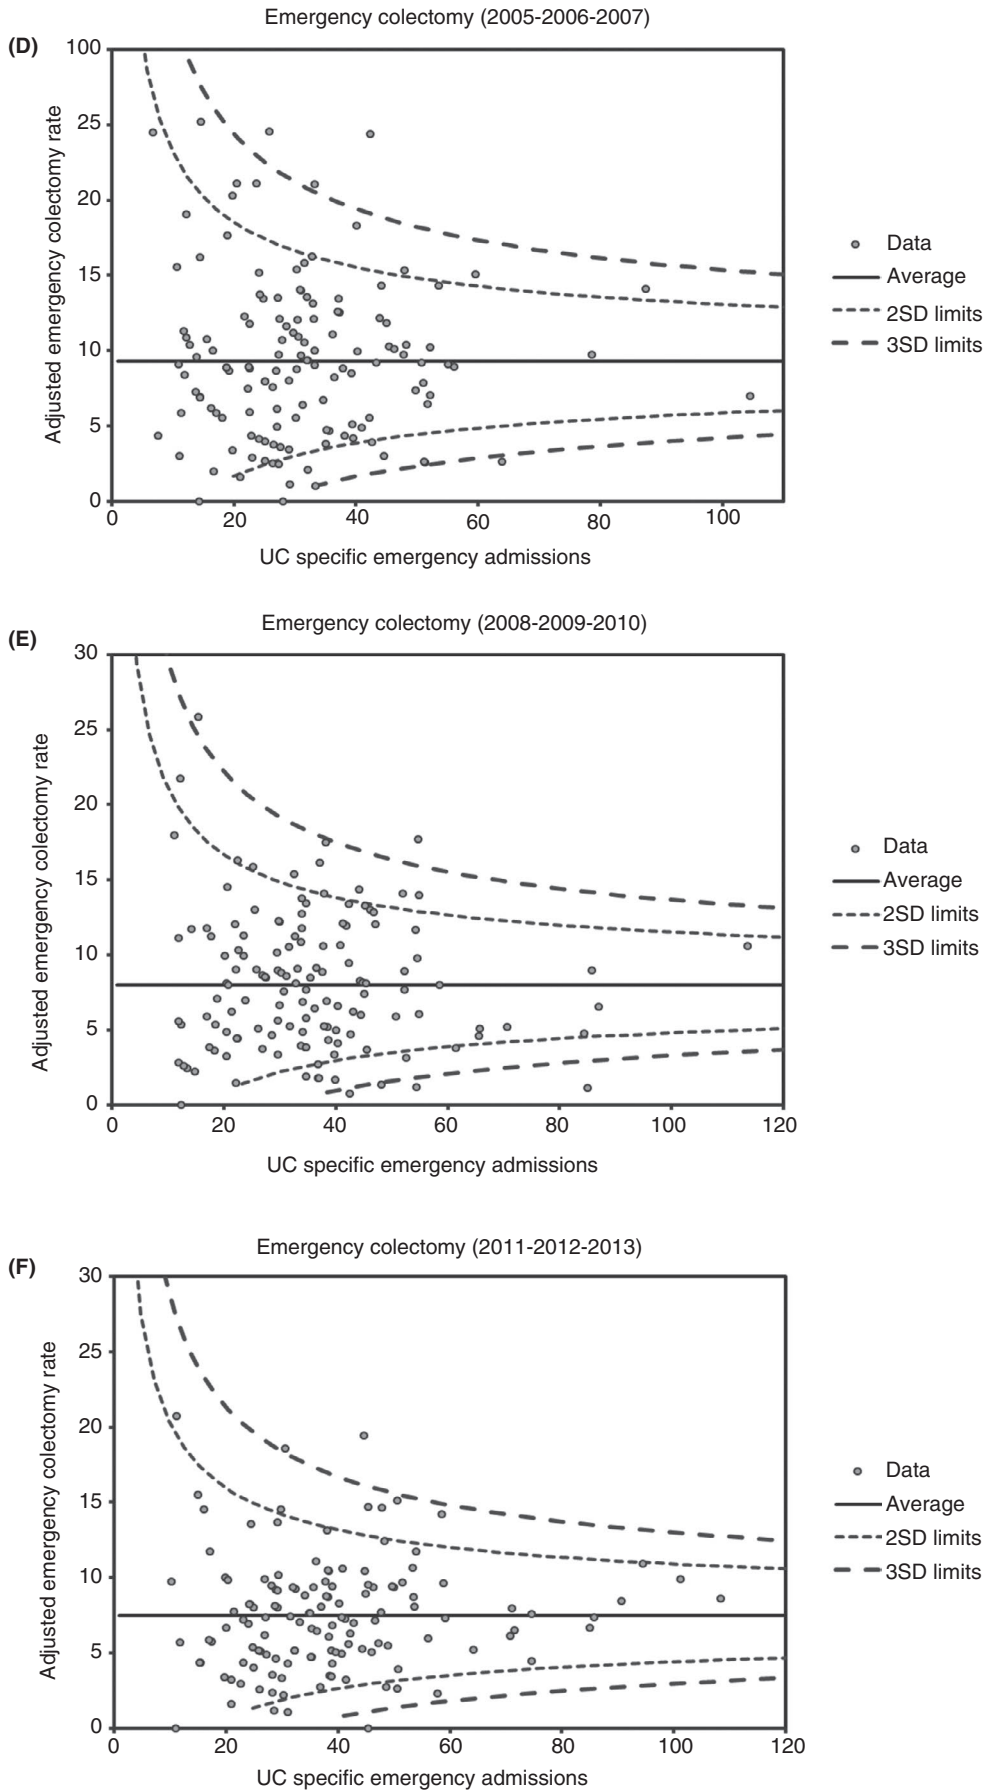 Emergency colectomy (2005-2006-2007)
(D)
Adjusted emergency colectomy rate
100
25
20
15
10
5
0
0 20 40 60 80 100
UC specific emergency admissions
Data
Average
2SD limits
3SD limits
Emergency colectomy (2008-2009-2010)
(E)
Adjusted emergency colectomy rate
30
25
20
15
10
5
0
0 20 40 60 80 100 120
UC specific emergency admissions
Data
Average
2SD limits
3SD limits
Emergency colectomy (2011-2012-2013)
(F)
Adjusted emergency colectomy rate
30
25
20
15
10
5
0
0 20 40 60 80 100 120
UC specific emergency admissions
Data
Average
2SD limits
3SD limits